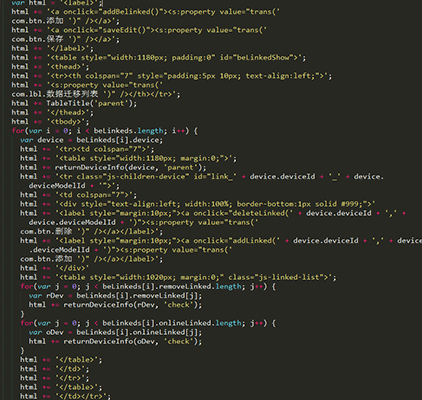 var html = '<label>';
html += '<a onclick="addBelinked()"><s:property value="trans('
com.btn.添加 ')" /></a>';
html += '<a onclick="saveEdit()"><s:property value="trans('
com.btn.保存 ')" /></a>';
html += '</label>';
html += '<table style="width:1180px; padding:0" id="beLinkedShow">';
html += '<thead>';
html += '<tr><th colspan="7" style="padding:5px 10px; text-align:left;">';
html += '<s:property value="trans('
com.lbl.数据迁移列表 ')" /></th></tr>';
html += TableTitle('parent');
html += '</thead>';
html += '<tbody>';
for(var i = 0; i < beLinkeds.length; i++) {
var device = beLinkeds[i].device;
html += '<tr><td colspan="7">';
html += '<table style="width:1180px; margin:0;">';
html += returnDeviceInfo(device, 'parent');
html += '<tr class="js-children-device" id="link_' + device.deviceId + '_' + device.
deviceModelId + '">';
html += '<td colspan="7">';
html += '<div style="text-align:left; width:100%; border-bottom:1px solid #999;">'
html += '<label style="margin:10px;"><a onclick="deleteLinked(' + device.deviceId + ',' +
device.deviceModelId + ')"><s:property value="trans('
com.btn.删除 ')" /></a></label>';
html += '<label style="margin:10px;"><a onclick="addLinked(' + device.deviceId + ',' + device
.deviceModelId + ')"><s:property value="trans('
com.btn.添加 ')" /></a></label>';
html += '</div>'
html += '<table style="width:1020px; margin:0;" class="js-linked-list">';
for(var j = 0; j < beLinkeds[i].removeLinked.length; j++) {
var rDev = beLinkeds[i].removeLinked[j];
html += returnDeviceInfo(rDev, 'check');
}
for(var j = 0; j < beLinkeds[i].onlineLinked.length; j++) {
var oDev = beLinkeds[i].onlineLinked[j];
html += returnDeviceInfo(oDev, 'check');
}
html += '</table>';
html += '</td>';
html += '</tr>';
html += '</table>';
html += '</td></tr>';